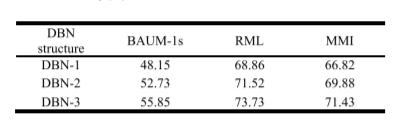 DBN structure BAUM-1s RML MMI
DBN-1 48.15 68.86 66.82
DBN-2 52.73 71.52 69.88
DBN-3 55.85 73.73 71.43